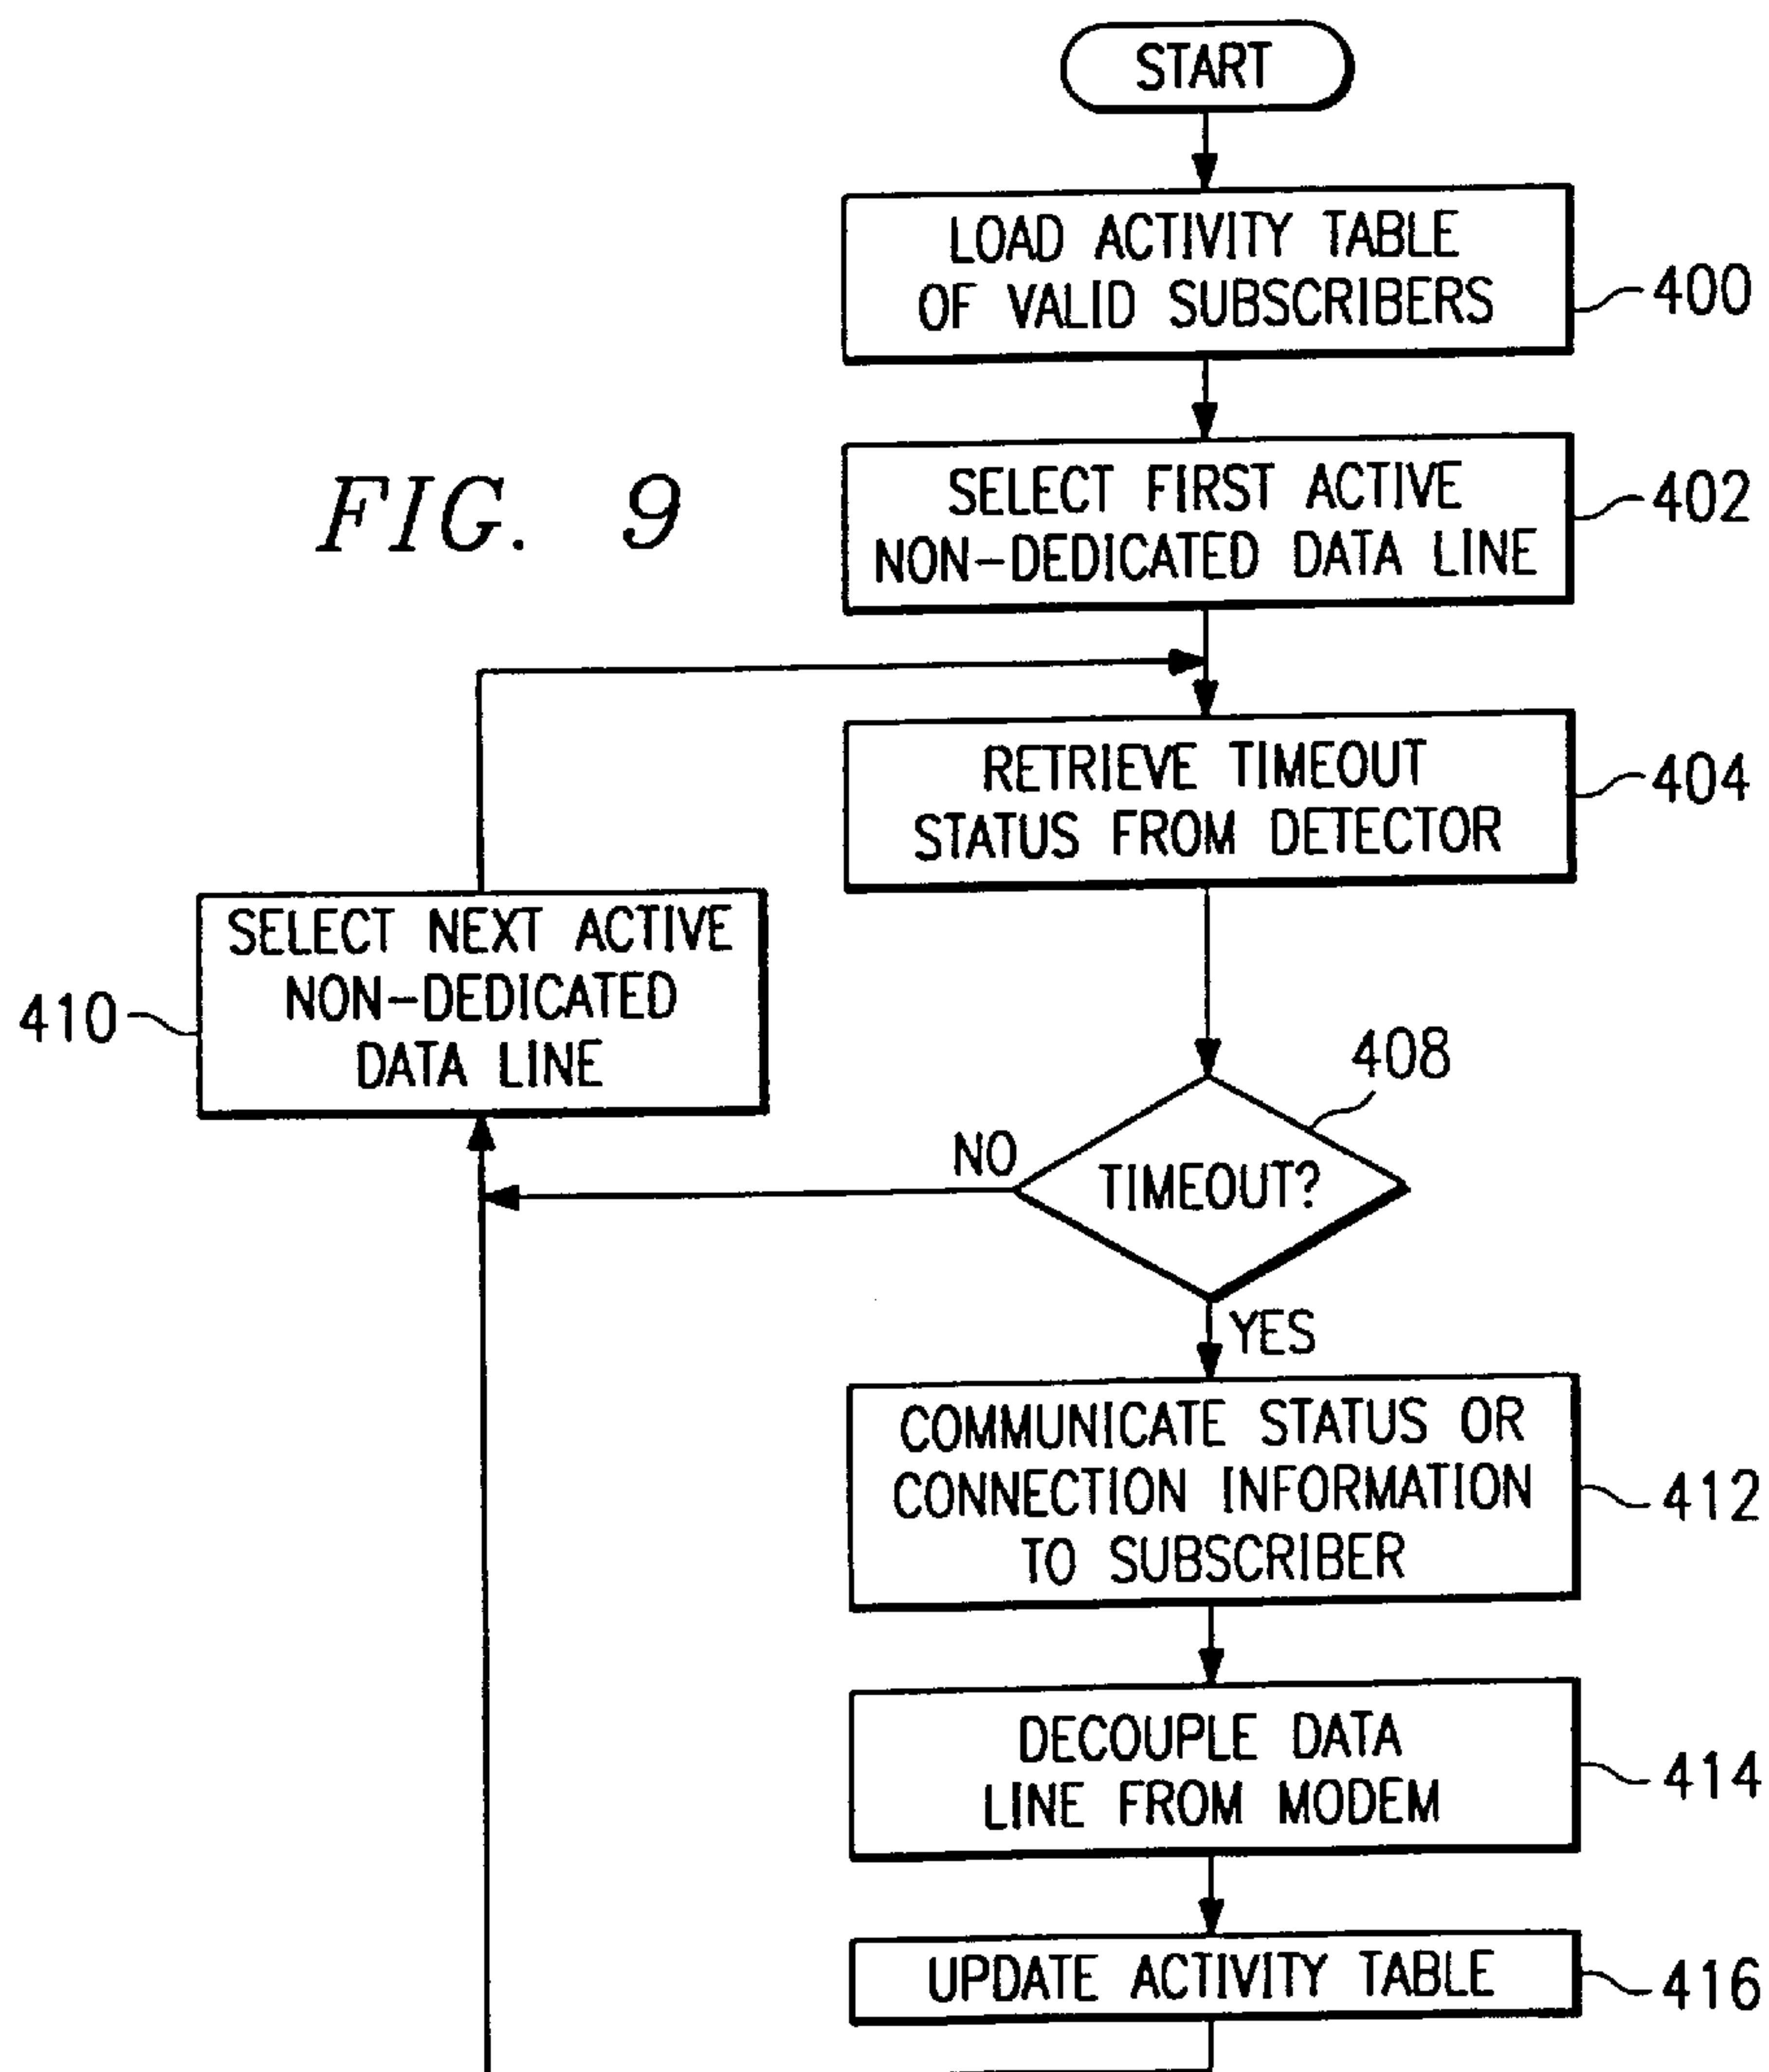 START
LOAD ACTIVITY TABLE
OF VALID SUBSCRIBERS
400
FIG. 9
SELECT FIRST ACTIVE
NON-DEDICATED DATA LINE
402
RETRIEVE TIMEOUT
STATUS FROM DETECTOR
404
SELECT NEXT ACTIVE
NON-DEDICATED
DATA LINE
410
408
NO
TIMEOUT?
YES
COMMUNICATE STATUS OR
CONNECTION INFORMATION
TO SUBSCRIBER
412
DECOUPLE DATA
LINE FROM MODEM
414
UPDATE ACTIVITY TABLE
416